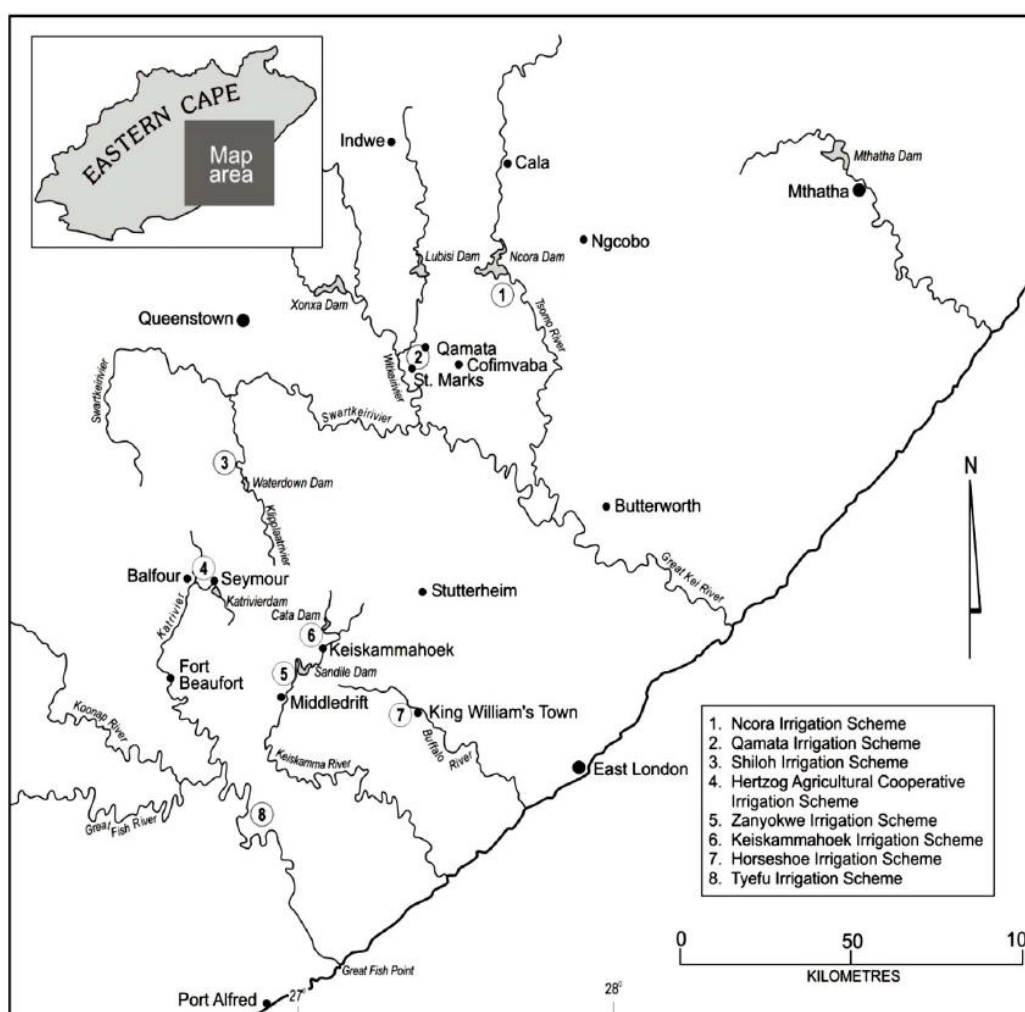 EASTERN CAPE
Map
area
Indwe
Cala
Mthatha Dam
Mthatha
Ngcobo
Lubisi Dam
Ncora Dam
1
Xonxa Dam
Tsomo River
Queenstown
Qamata
2
Cofimvaba
St. Marks
Witkeirivier
Swartkeirivier
Swartkeirivier
3
Waterdown Dam
Klipplaatrivier
Butterworth
N
Great Kei River
4
Balfour
Seymour
Katrivierdam
Stutterheim
Katrivier
Cata Dam
6
Keiskammahoek
Fort
Beaufort
5
Sandile Dam
Middledrift
7
King William's Town
Koonap River
Buffalo
River
Keiskamma River
East London
Great
Fish River
8
1. Ncora Irrigation Scheme
2. Qamata Irrigation Scheme
3. Shiloh Irrigation Scheme
4. Hertzog Agricultural Cooperative
Irrigation Scheme
5. Zanyokwe Irrigation Scheme
6. Keiskammahoek Irrigation Scheme
7. Horseshoe Irrigation Scheme
8. Tyefu Irrigation Scheme
0 50 10
KILOMETRES
Great Fish Point
Port Alfred
27°
28°